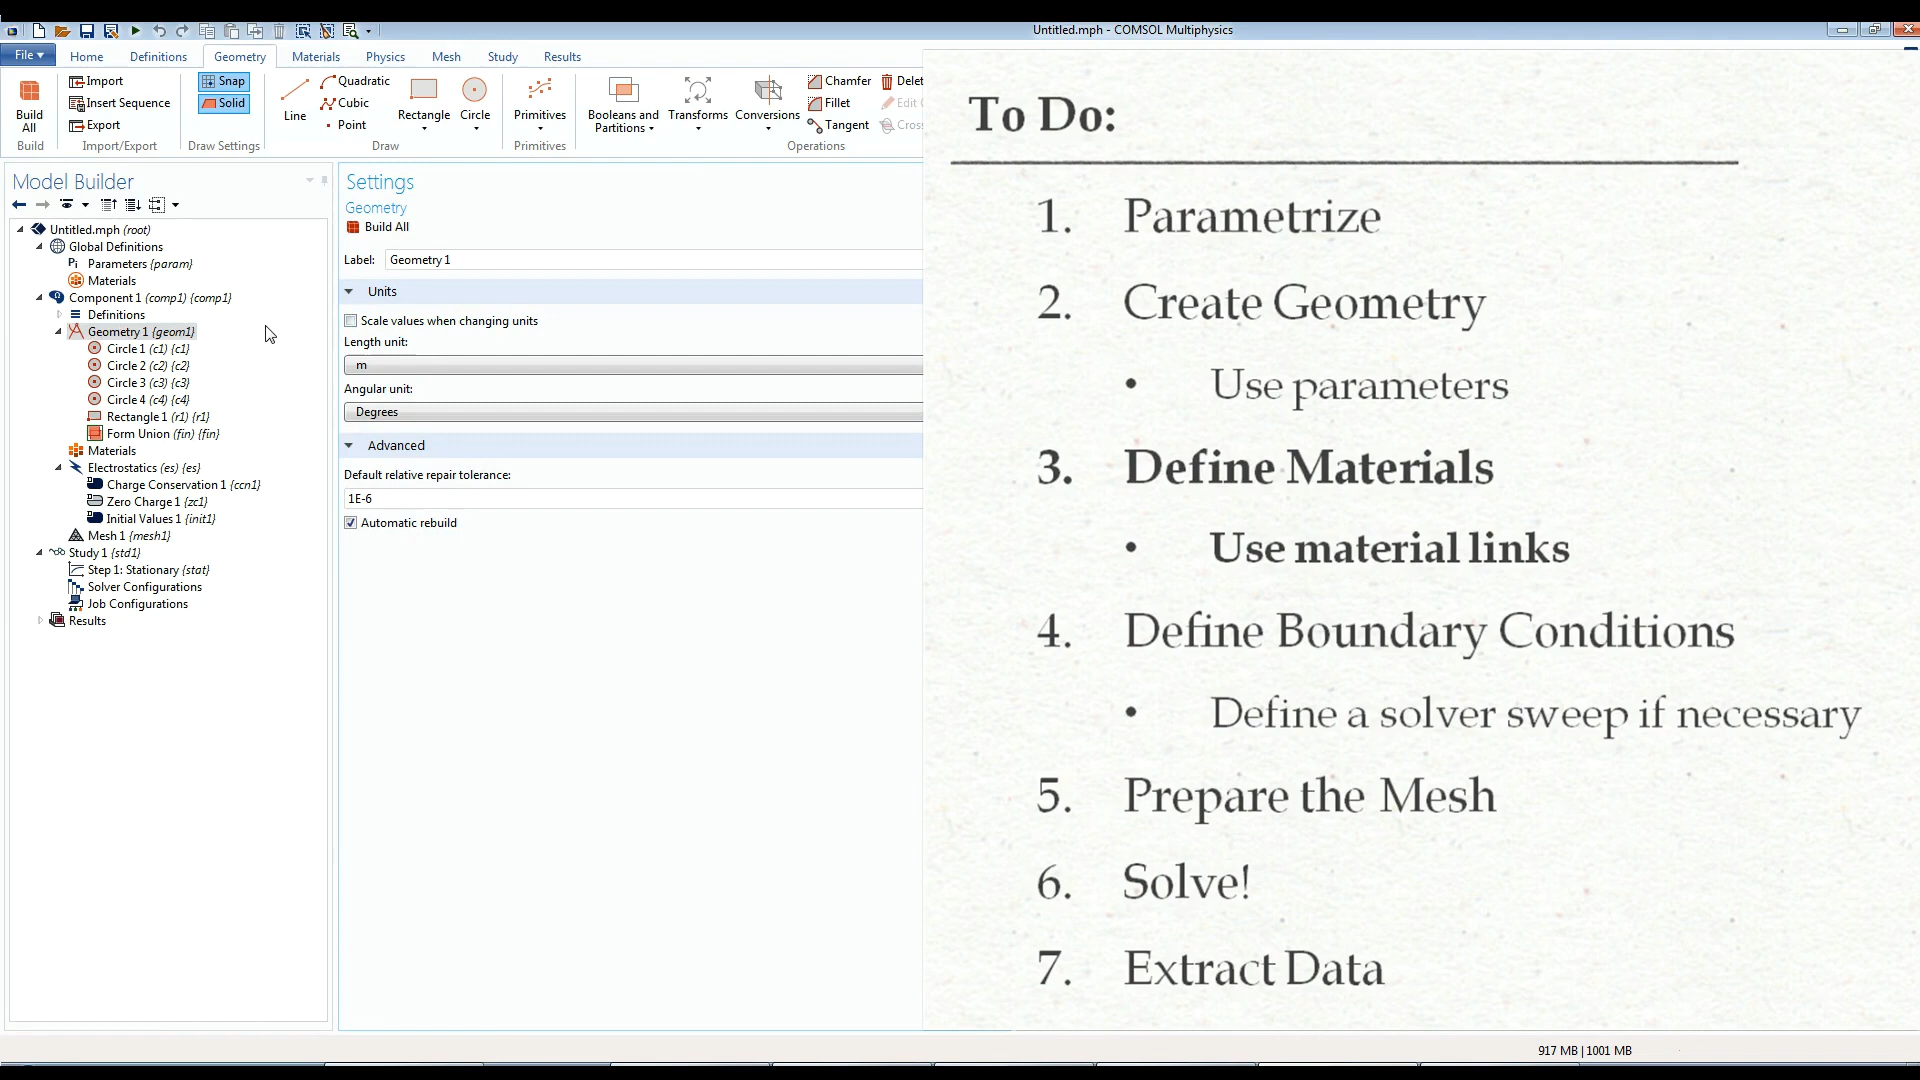 Untitled.mph - COMSOL Multiphysics
File
Home
Definitions
Geometry
Materials
Physics
Mesh
Study
Results
Build All
Build
Import
Insert Sequence
Export
Import/Export
Snap
Solid
Draw Settings
Line
Quadratic
Cubic
Point
Rectangle
Circle
Draw
Primitives
Primitives
Booleans and Partitions
Transforms
Conversions
Chamfer
Fillet
Tangent
Delet
Edit
Cros
Operations
Model Builder
Untitled.mph (root)
Global Definitions
Pi Parameters {param}
Materials
Component 1 (comp1) {comp1}
Definitions
Geometry 1 {geom1}
Circle 1 (c1) {c1}
Circle 2 (c2) {c2}
Circle 3 (c3) {c3}
Circle 4 (c4) {c4}
Rectangle 1 (r1) {r1}
Form Union (fin) {fin}
Materials
Electrostatics (es) {es}
Charge Conservation 1 {ccn1}
Zero Charge 1 {zc1}
Initial Values 1 {init1}
Mesh 1 {mesh1}
Study 1 {std1}
Step 1: Stationary {stat}
Solver Configurations
Job Configurations
Results
Settings
Geometry
Build All
Label: Geometry 1
Units
Scale values when changing units
Length unit:
m
Angular unit:
Degrees
Advanced
Default relative repair tolerance:
1E-6
Automatic rebuild
To Do:
1. Parametrize
2. Create Geometry
• Use parameters
3. Define Materials
• Use material links
4. Define Boundary Conditions
• Define a solver sweep if necessary
5. Prepare the Mesh
6. Solve!
7. Extract Data
917 MB | 1001 MB